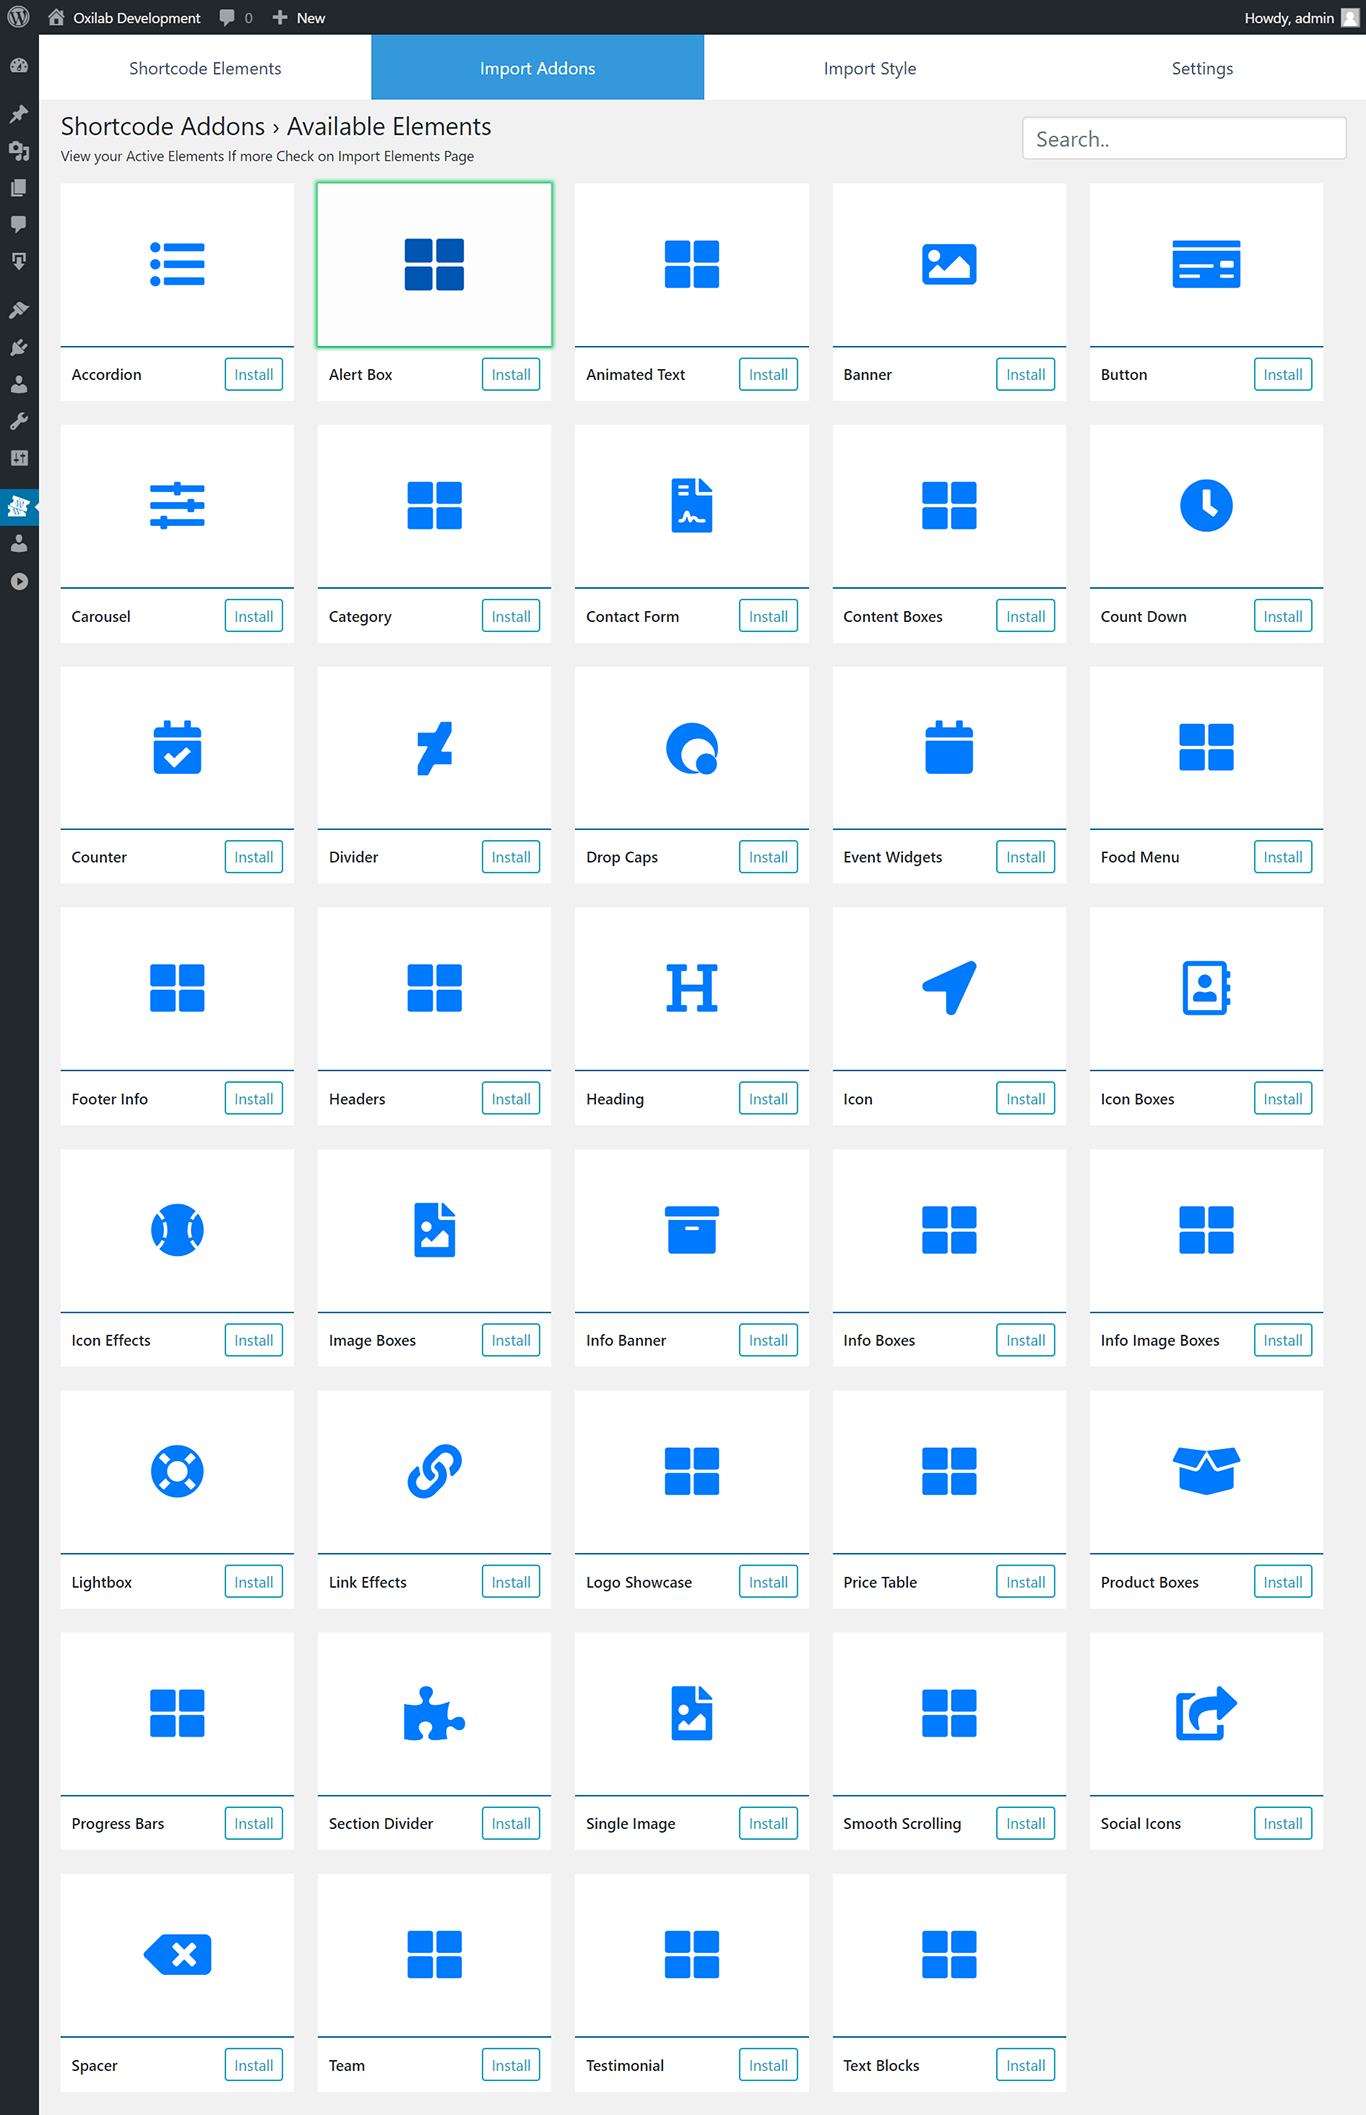 Oxilab Development 0 New Howdy, admin
Shortcode Elements Import Addons Import Style Settings
Shortcode Addons › Available Elements
Search..
View your Active Elements If more Check on Import Elements Page
Accordion Install Alert Box Install Animated Text Install Banner Install Button Install
Carousel Install Category Install Contact Form Install Content Boxes Install Count Down Install
Counter Install Divider Install Drop Caps Install Event Widgets Install Food Menu Install
Footer Info Install Headers Install Heading Install Icon Install Icon Boxes Install
Icon Effects Install Image Boxes Install Info Banner Install Info Boxes Install Info Image Boxes Install
Lightbox Install Link Effects Install Logo Showcase Install Price Table Install Product Boxes Install
Progress Bars Install Section Divider Install Single Image Install Smooth Scrolling Install Social Icons Install
Spacer Install Team Install Testimonial Install Text Blocks Install